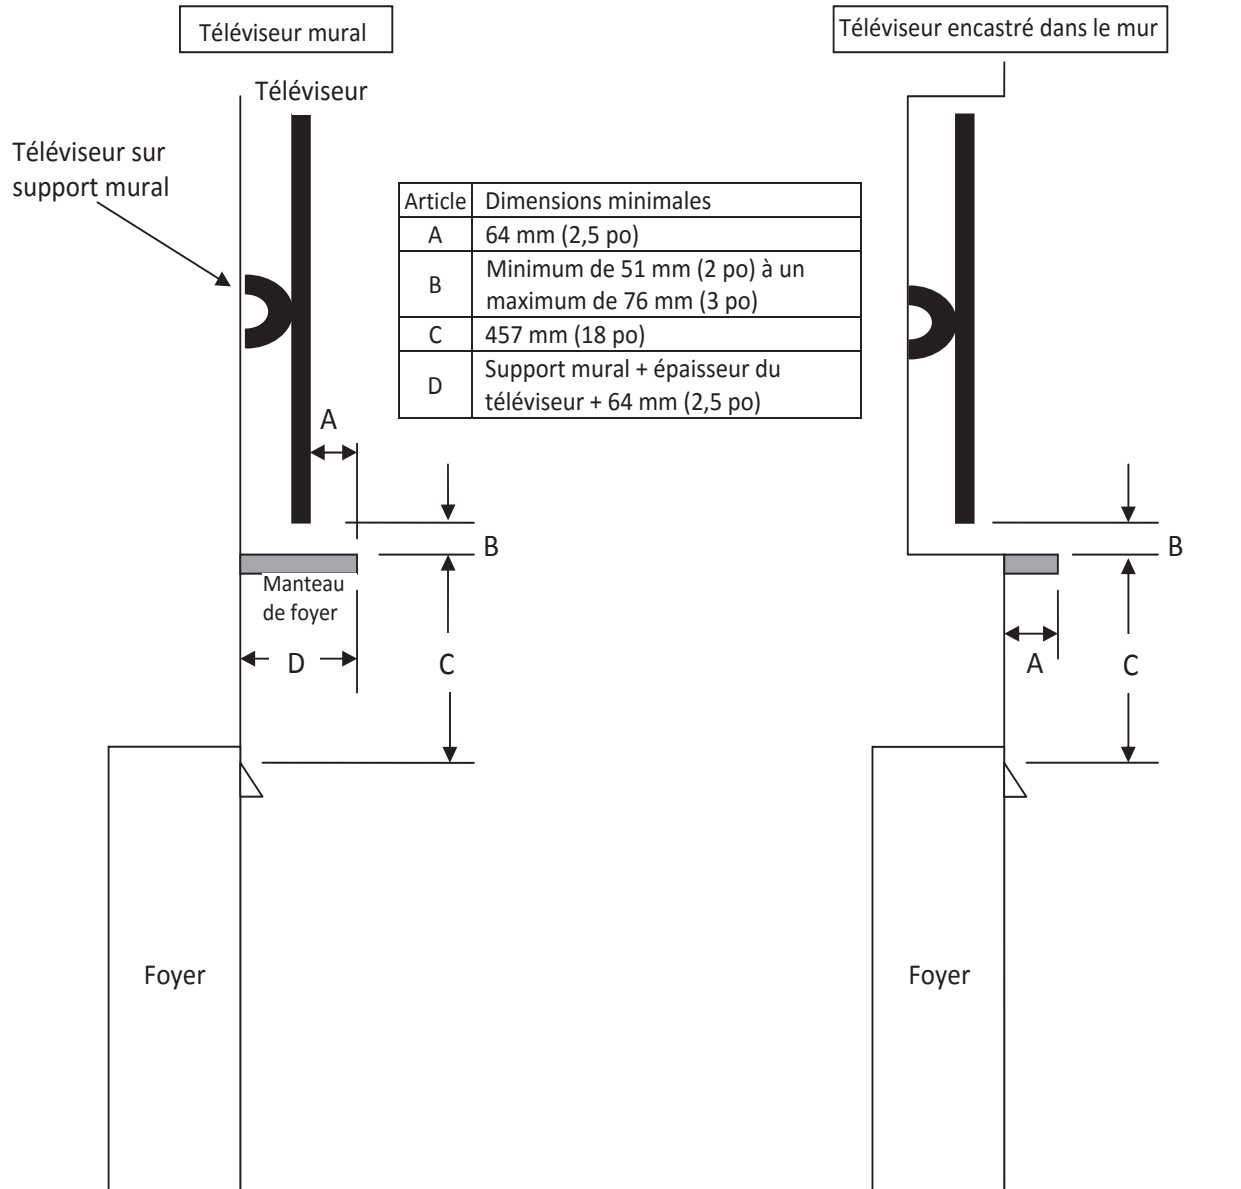 Téléviseur mural
Téléviseur encastré dans le mur
Téléviseur
Téléviseur sur
support mural
Article Dimensions minimales
A 64 mm (2,5 po)
B Minimum de 51 mm (2 po) à un
maximum de 76 mm (3 po)
C 457 mm (18 po)
D Support mural + épaisseur du
téléviseur + 64 mm (2,5 po)
A
B
B
Manteau
de foyer
D
C
A
C
Foyer
Foyer